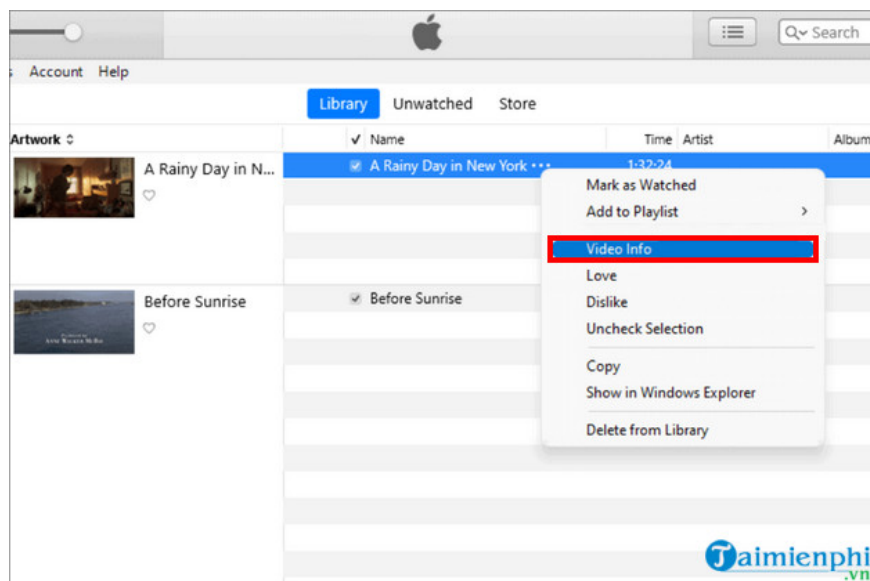 Search
Account Help
Library Unwatched Store
Artwork Name Time Artist Album
A Rainy Day in N... A Rainy Day in New York ••• 1:32:24
Mark as Watched
Add to Playlist
Video Info
Love
Before Sunrise Before Sunrise Dislike
Uncheck Selection
Copy
Show in Windows Explorer
Delete from Library
Taimienphi
.vn